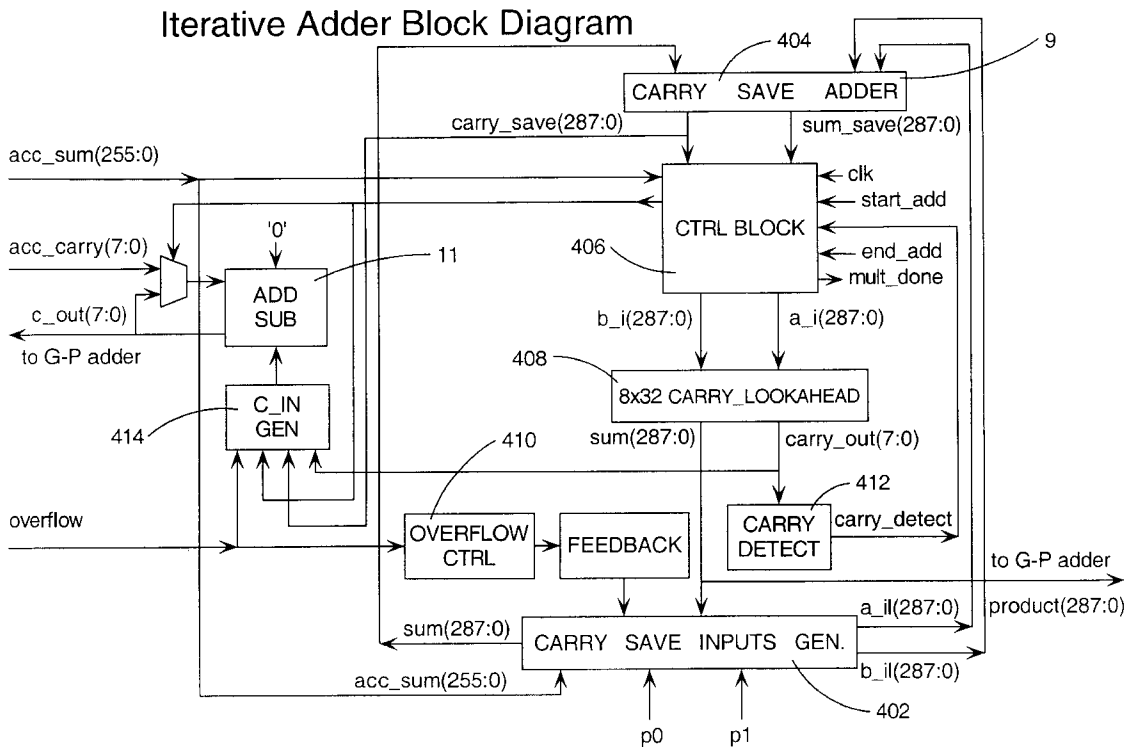 Iterative Adder Block Diagram
404
9
CARRY SAVE ADDER
carry_save(287:0)
sum_save(287:0)
acc_sum(255:0)
clk
start_add
CTRL BLOCK
'0'
406
acc_carry(7:0)
11
end_add
mult_done
ADD
SUB
c_out(7:0)
b_i(287:0)
a_i(287:0)
to G-P adder
408
8x32 CARRY_LOOKAHEAD
C_IN
GEN
414
410
sum(287:0)
carry_out(7:0)
412
overflow
OVERFLOW
CTRL
FEEDBACK
CARRY
DETECT
carry_detect
to G-P adder
a_il(287:0)
product(287:0)
sum(287:0)
CARRY SAVE INPUTS GEN.
b_il(287:0)
acc_sum(255:0)
402
p0
p1